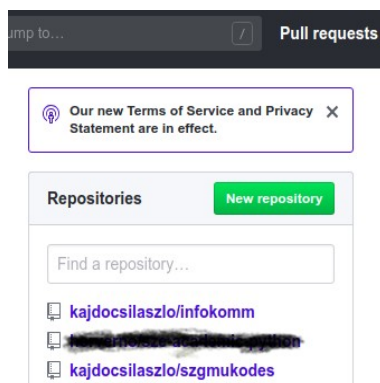 ump to...
/
Pull requests
Our new Terms of Service and Privacy
Statement are in effect.
Repositories
New repository
Find a repository...
kajdocsilaszlo/infokomm
kajdocsilaszlo/szgmukodes